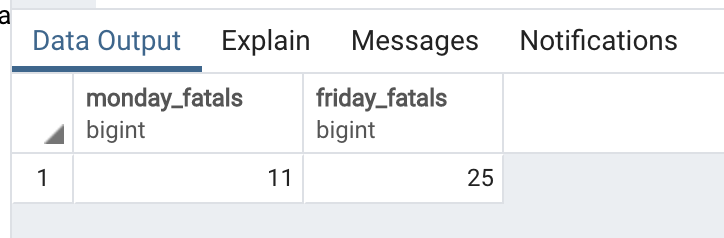 a
Data Output Explain Messages Notifications
monday_fatals friday_fatals
bigint bigint
1 11 25